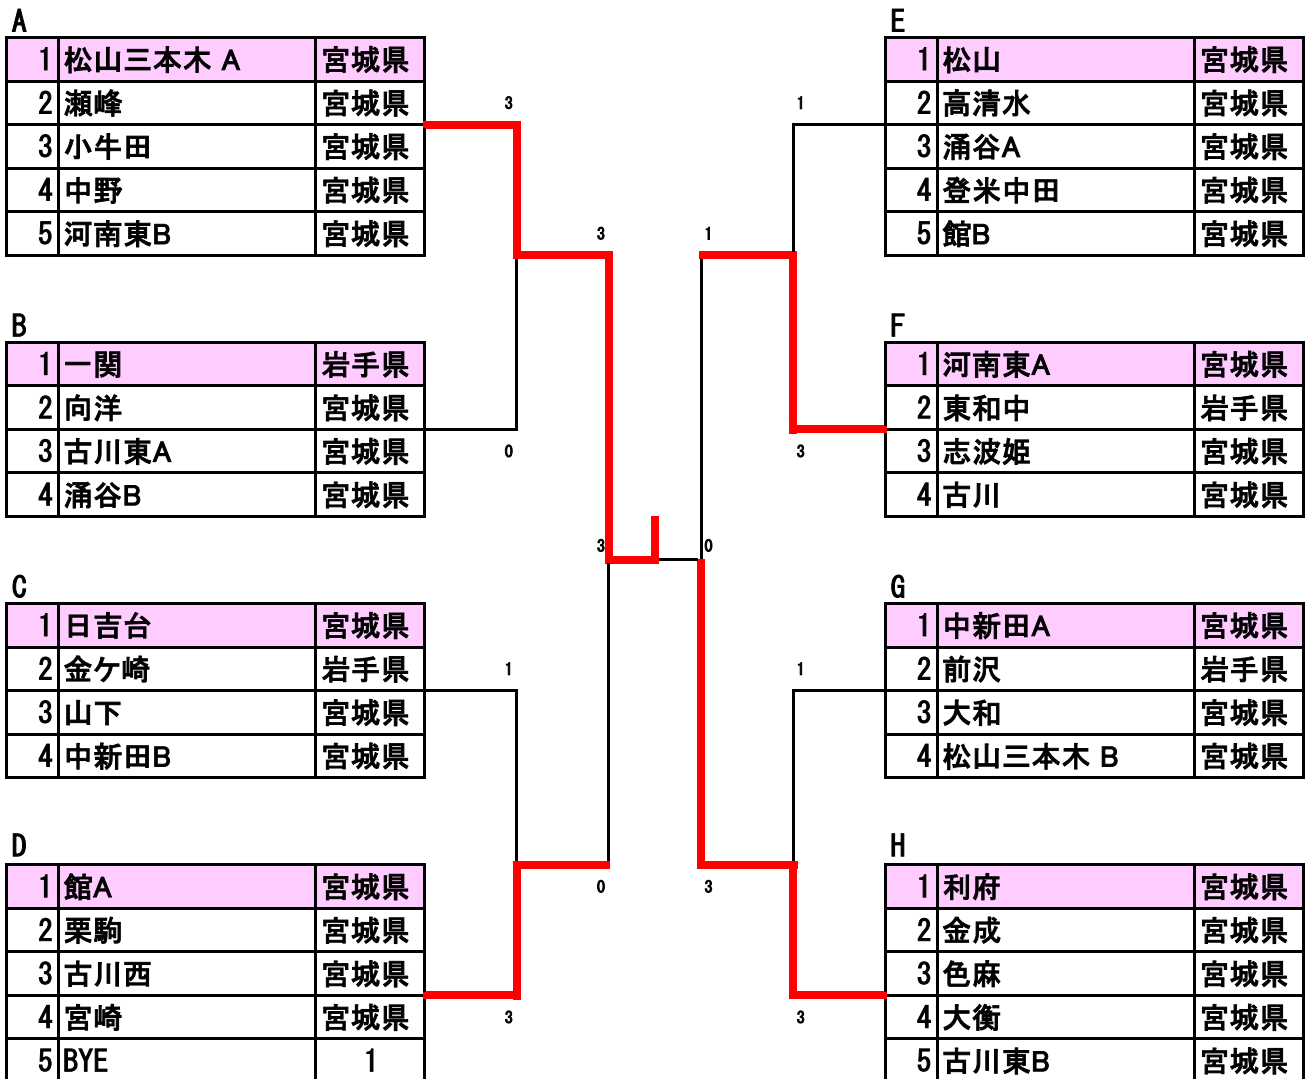 A
1 松山三本木 A 宮城県
2 瀬峰 宮城県
3 小牛田 宮城県
4 中野 宮城県
5 河南東B 宮城県
B
1 一関 岩手県
2 向洋 宮城県
3 古川東A 宮城県
4 涌谷B 宮城県
C
1 日吉台 宮城県
2 金ケ崎 岩手県
3 山下 宮城県
4 中新田B 宮城県
D
1 館A 宮城県
2 栗駒 宮城県
3 古川西 宮城県
4 宮崎 宮城県
5 BYE 1
3
3
0
3
1
0
3
1
1
3
0
1
3
3
E
1 松山 宮城県
2 高清水 宮城県
3 涌谷A 宮城県
4 登米中田 宮城県
5 館B 宮城県
F
1 河南東A 宮城県
2 東和中 岩手県
3 志波姫 宮城県
4 古川 宮城県
G
1 中新田A 宮城県
2 前沢 岩手県
3 大和 宮城県
4 松山三本木 B 宮城県
H
1 利府 宮城県
2 金成 宮城県
3 色麻 宮城県
4 大衡 宮城県
5 古川東B 宮城県